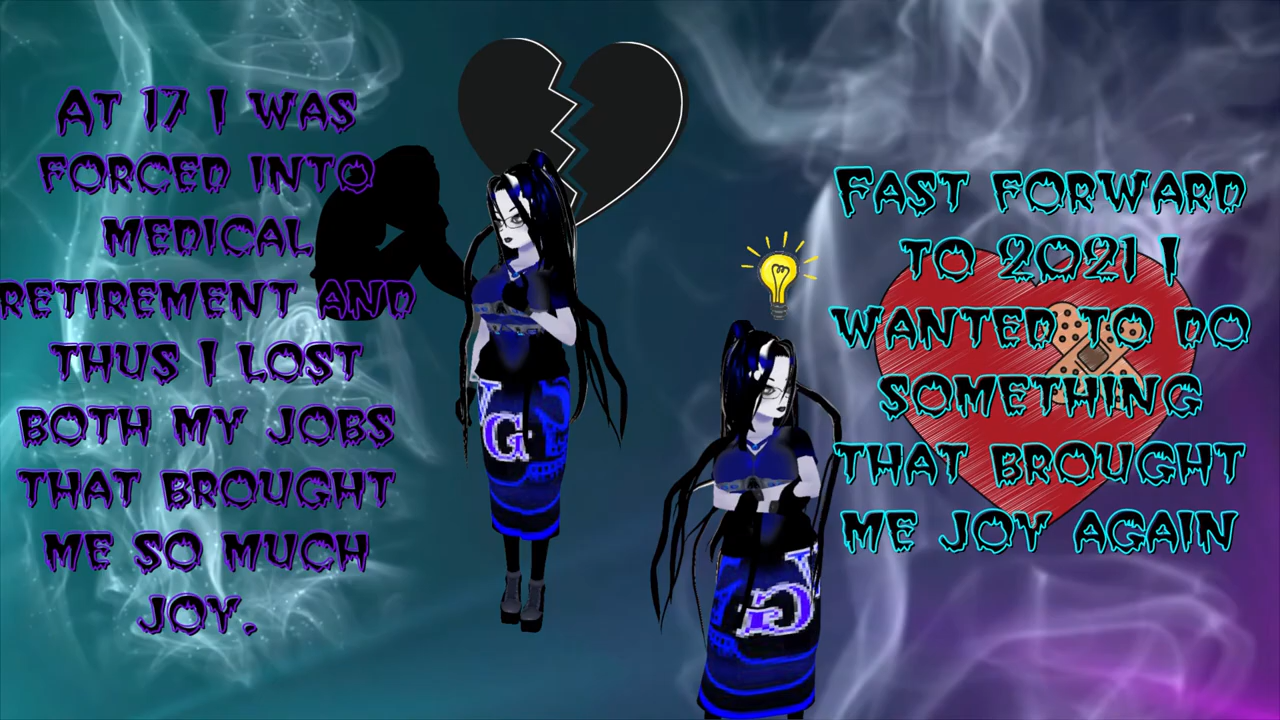 At 17 I was
forced into
medical
retirement and
thus I lost
both my jobs
that brought
me so much
joy.
Fast forward
to 2021 I
wanted to do
something
that brought
me joy again
G
G